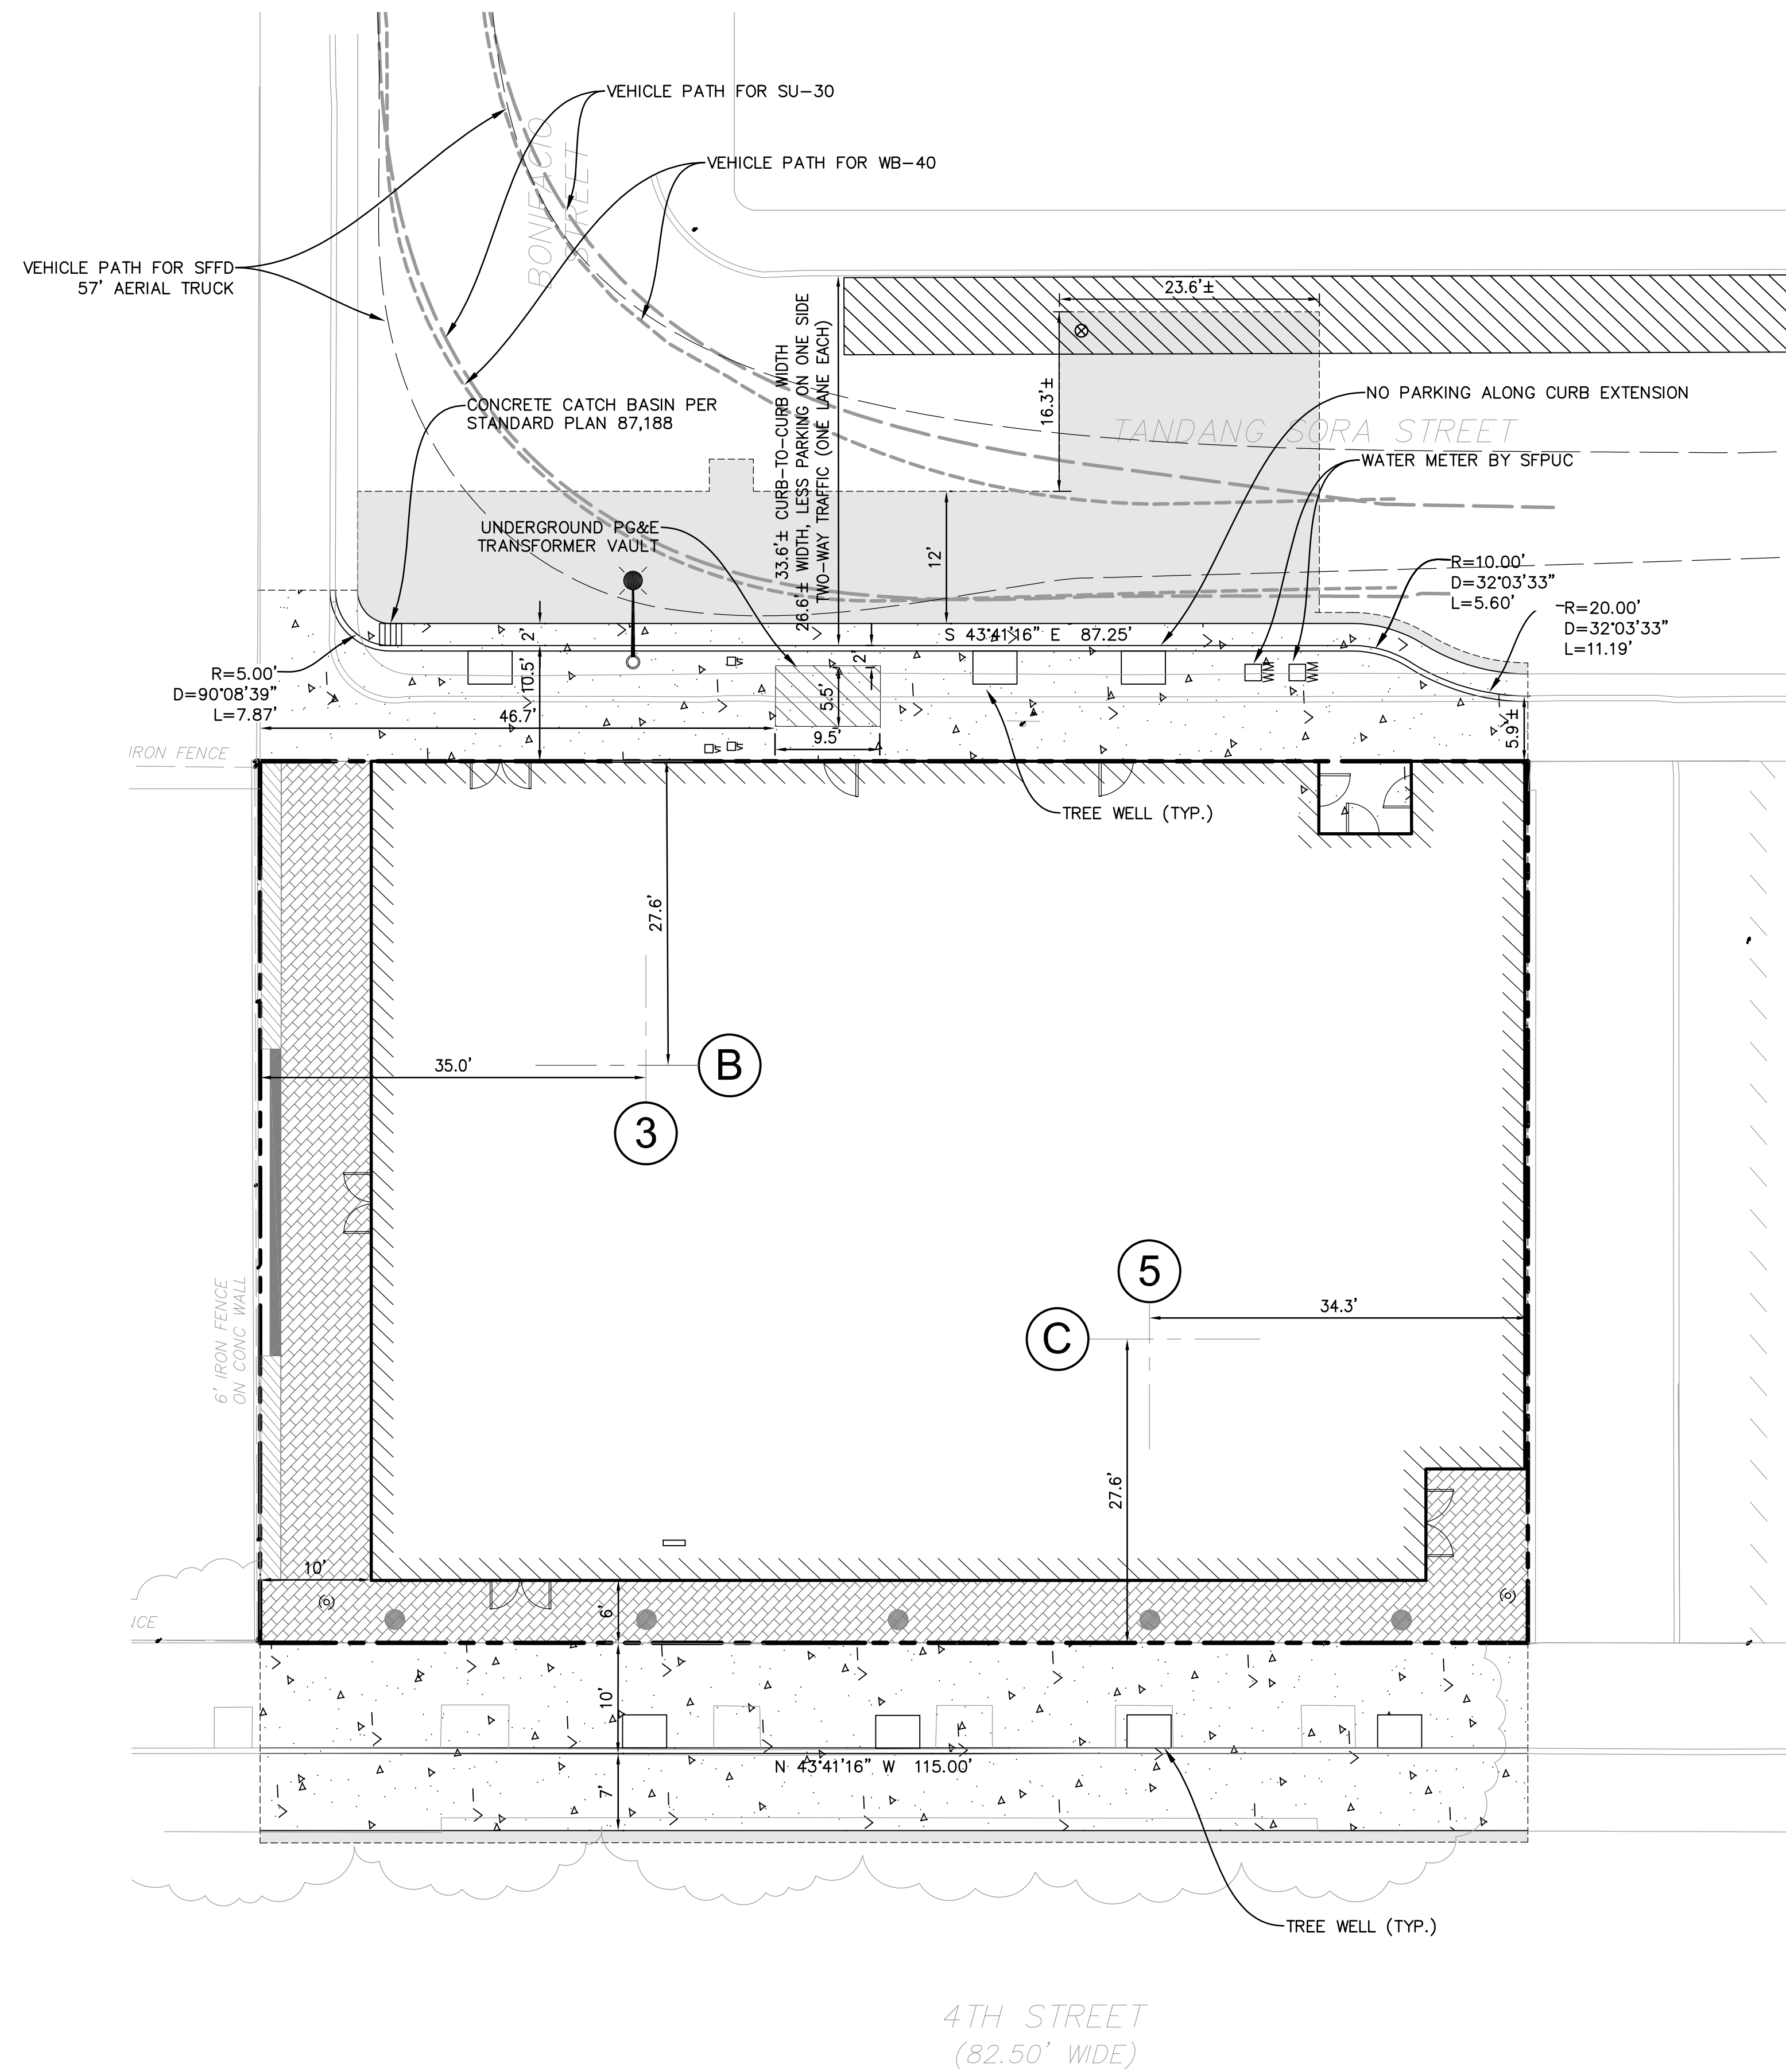 VEHICLE PATH FOR SU-30
BONIFACIO
STREET
VEHICLE PATH FOR WB-40
VEHICLE PATH FOR SFFD
57' AERIAL TRUCK
23.6'±
33.6'± CURB-TO-CURB WIDTH
26.6'± WIDTH, LESS PARKING ON ONE SIDE
TWO-WAY TRAFFIC (ONE LANE EACH)
16.3'±
NO PARKING ALONG CURB EXTENSION
CONCRETE CATCH BASIN PER
STANDARD PLAN 87,188
TANDANG SORA STREET
WATER METER BY SFPUC
UNDERGROUND PG&E
TRANSFORMER VAULT
12'
R=10.00'
D=32°03'33"
L=5.60'
R=20.00'
D=32°03'33"
L=11.19'
2'
S 43°41'16" E 87.25'
2'
R=5.00'
D=90°08'39"
L=7.87'
10.5'
5.5'
WM
WM
46.7'
9.5'
5.9'±
IRON FENCE
TREE WELL (TYP.)
27.6'
35.0'
B
3
5
34.3'
C
6' IRON FENCE
ON CONC WALL
27.6'
10'
6'
10'
N 43°41'16" W 115.00'
7'
TREE WELL (TYP.)
4TH STREET
(82.50' WIDE)